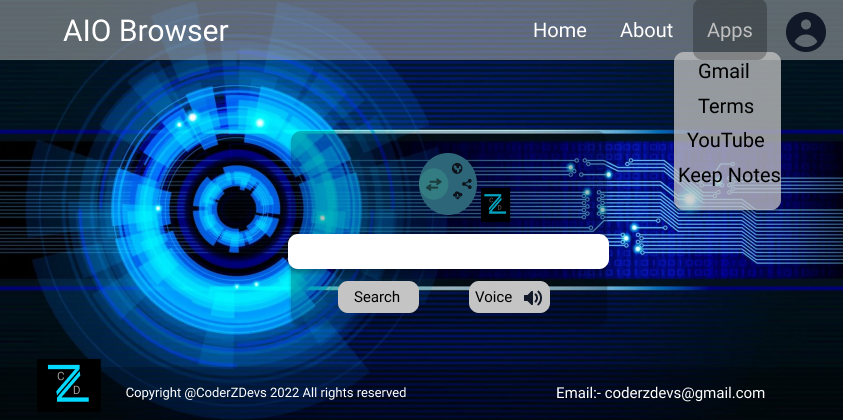 AIO Browser
Home About Apps
Gmail
Terms
YouTube
Keep Notes
Search Voice
C
D
Copyright @CoderZDevs 2022 All rights reserved
Email:- coderzdevs@gmail.com